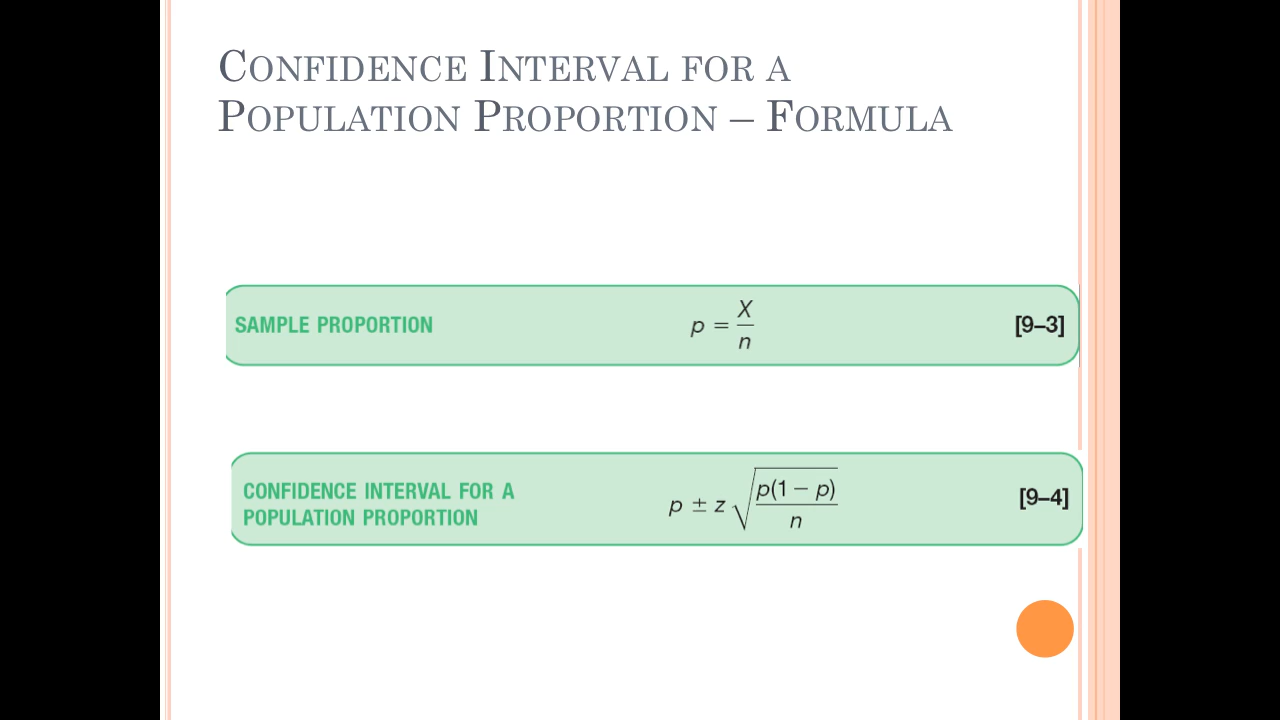 Confidence Interval for a
Population Proportion – Formula
SAMPLE PROPORTION p = X/n [9–3]
CONFIDENCE INTERVAL FOR A
POPULATION PROPORTION p ± z √(p(1 − p)/n) [9–4]